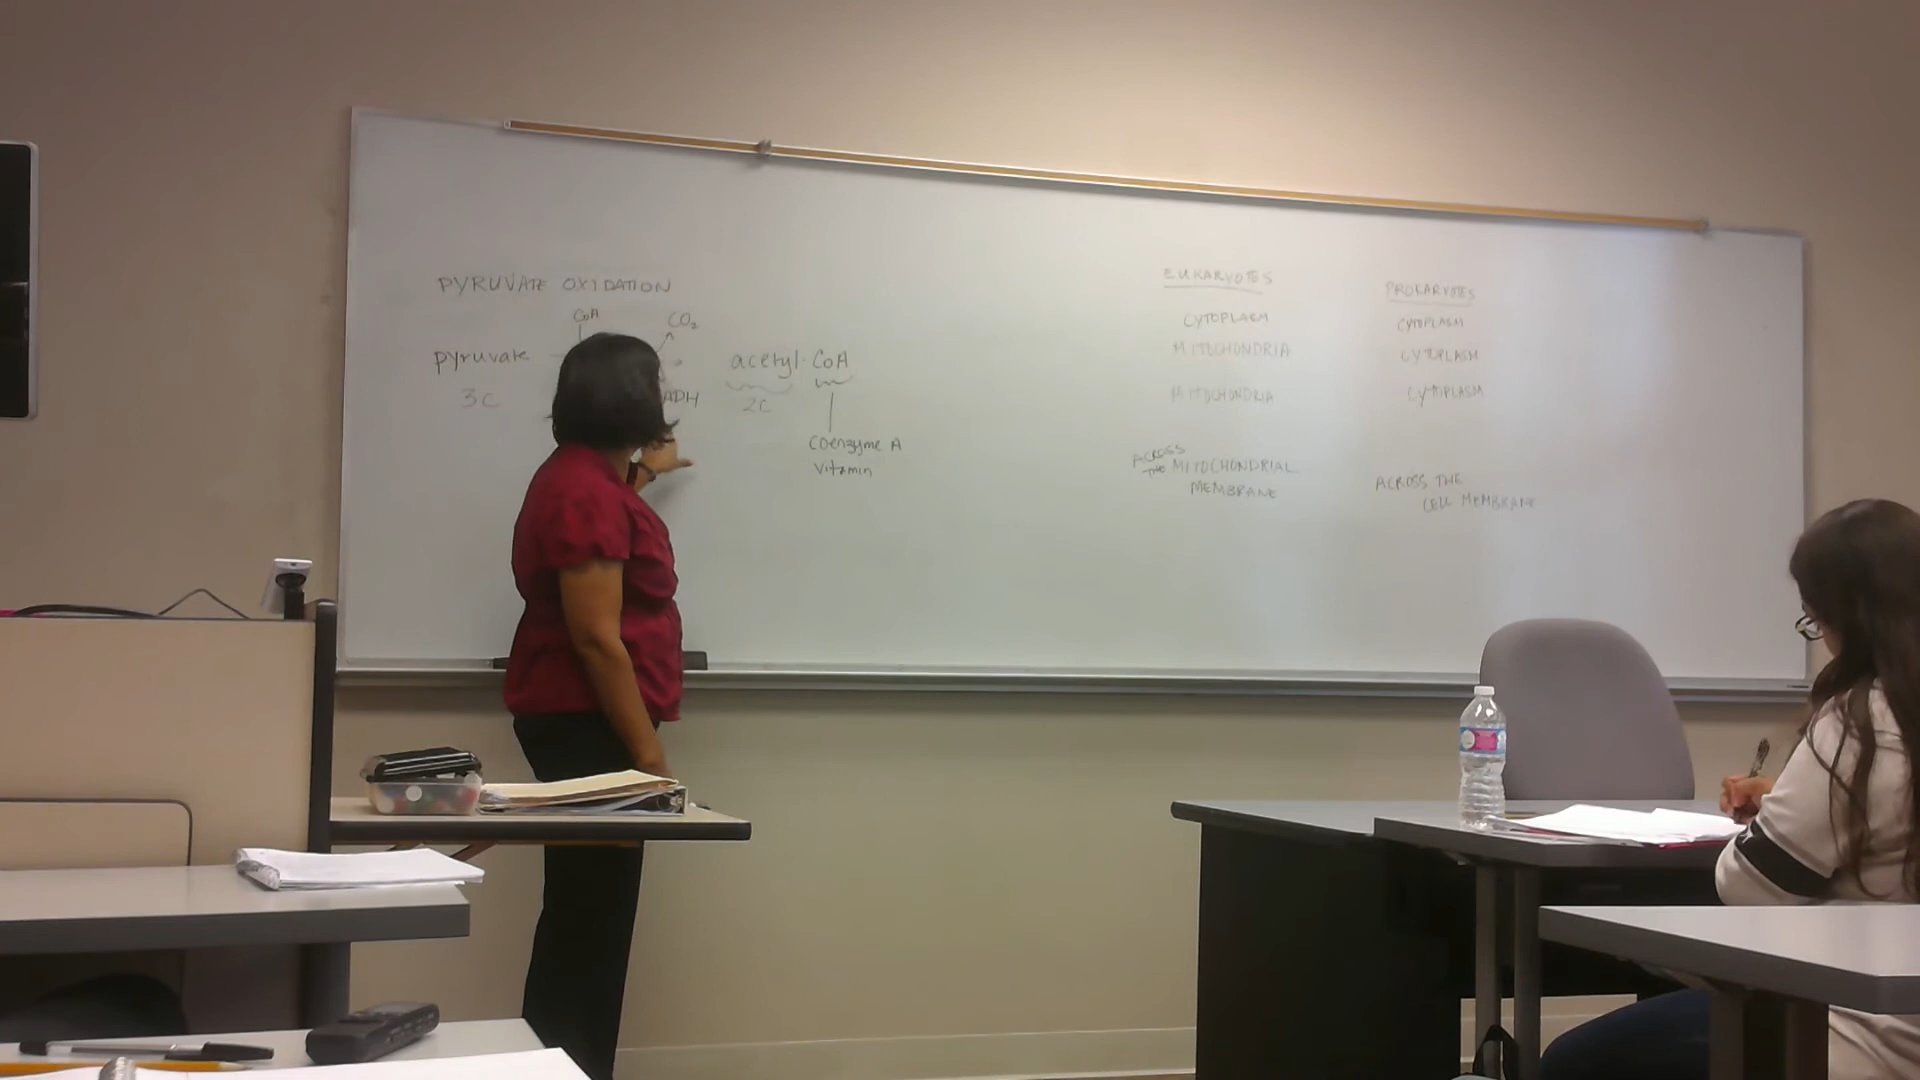 PYRUVATE OXIDATION
CoA
CO₂
pyruvate
acetyl-CoA
3C
ADH
2C
Coenzyme A
Vitamin
EUKARYOTES
CYTOPLASM
MITOCHONDRIA
MITOCHONDRIA
ACROSS
THE MITOCHONDRIAL
MEMBRANE
PROKARYOTES
CYTOPLASM
CYTOPLASM
CYTOPLASM
ACROSS THE
CELL MEMBRANE